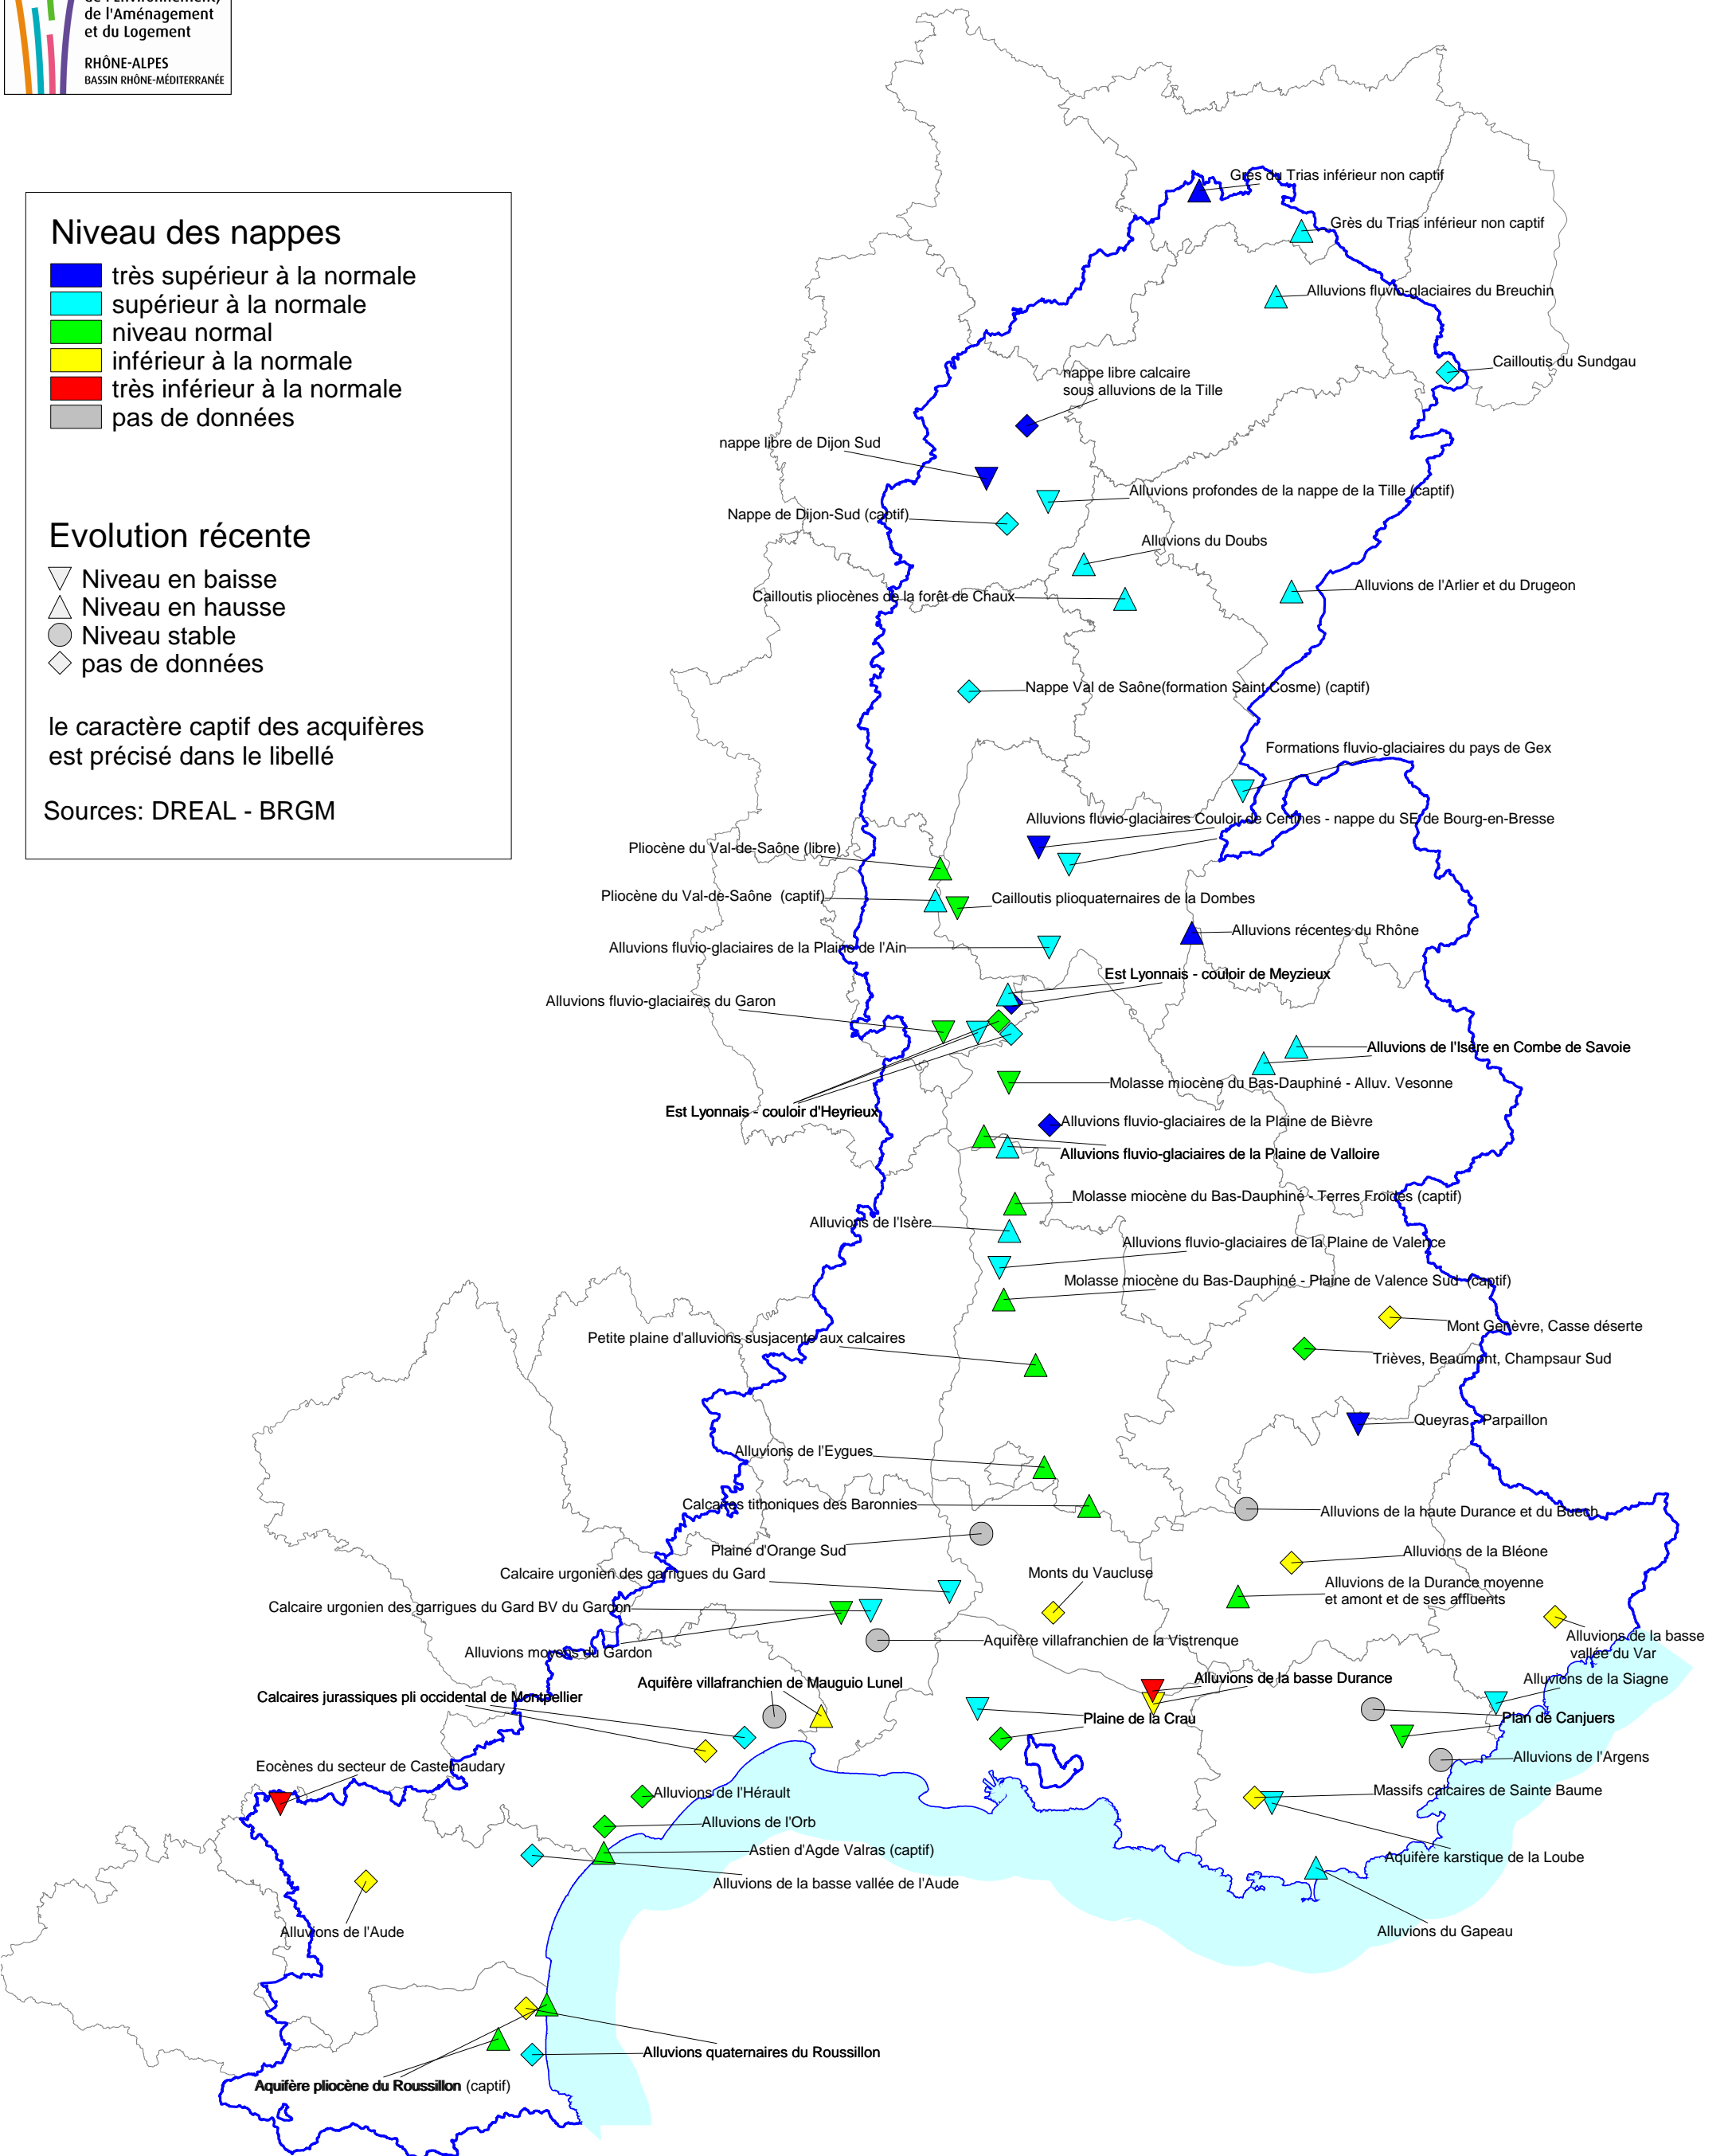 de l'Aménagement
et du Logement
RHÔNE-ALPES
BASSIN RHÔNE-MÉDITERRANÉE
Niveau des nappes
très supérieur à la normale
supérieur à la normale
niveau normal
inférieur à la normale
très inférieur à la normale
pas de données
Evolution récente
Niveau en baisse
Niveau en hausse
Niveau stable
pas de données
le caractère captif des acquifères
est précisé dans le libellé
Sources: DREAL - BRGM
Grès du Trias inférieur non captif
Grès du Trias inférieur non captif
Alluvions fluvio-glaciaires du Breuchin
Cailloutis du Sundgau
nappe libre calcaire
sous alluvions de la Tille
nappe libre de Dijon Sud
Alluvions profondes de la nappe de la Tille (captif)
Nappe de Dijon-Sud (captif)
Alluvions du Doubs
Alluvions de l'Arlier et du Drugeon
Cailloutis pliocènes de la forêt de Chaux
Nappe Val de Saône(formation Saint-Cosme) (captif)
Formations fluvio-glaciaires du pays de Gex
Alluvions fluvio-glaciaires Couloir de Certines - nappe du SE de Bourg-en-Bresse
Pliocène du Val-de-Saône (libre)
Pliocène du Val-de-Saône (captif)
Cailloutis plioquaternaires de la Dombes
Alluvions récentes du Rhône
Alluvions fluvio-glaciaires de la Plaine de l'Ain
Est Lyonnais - couloir de Meyzieux
Alluvions fluvio-glaciaires du Garon
Alluvions de l'Isère en Combe de Savoie
Molasse miocène du Bas-Dauphiné - Alluv. Vesonne
Est Lyonnais - couloir d'Heyrieux
Alluvions fluvio-glaciaires de la Plaine de Bièvre
Alluvions fluvio-glaciaires de la Plaine de Valloire
Molasse miocène du Bas-Dauphiné - Terres Froides (captif)
Alluvions de l'Isère
Alluvions fluvio-glaciaires de la Plaine de Valence
Molasse miocène du Bas-Dauphiné - Plaine de Valence Sud (captif)
Mont Genèvre, Casse déserte
Petite plaine d'alluvions susjacente aux calcaires
Trièves, Beaumont, Champsaur Sud
Queyras - Parpaillon
Alluvions de l'Eygues
Calcaires tithoniques des Baronnies
Alluvions de la haute Durance et du Buech
Plaine d'Orange Sud
Alluvions de la Bléone
Calcaire urgonien des garrigues du Gard
Monts du Vaucluse
Alluvions de la Durance moyenne
et amont et de ses affluents
Calcaire urgonien des garrigues du Gard BV du Gardon
Alluvions de la basse
vallée du Var
Aquifère villafranchien de la Vistrenque
Alluvions moyens du Gardon
Alluvions de la basse Durance
Alluvions de la Siagne
Aquifère villafranchien de Mauguio Lunel
Calcaires jurassiques pli occidental de Montpellier
Plaine de la Crau
Plan de Canjuers
Alluvions de l'Argens
Eocènes du secteur de Castelnaudary
Massifs calcaires de Sainte Baume
Alluvions de l'Hérault
Alluvions de l'Orb
Astien d'Agde Valras (captif)
Aquifère karstique de la Loube
Alluvions de la basse vallée de l'Aude
Alluvions de l'Aude
Alluvions du Gapeau
Alluvions quaternaires du Roussillon
Aquifère pliocène du Roussillon (captif)